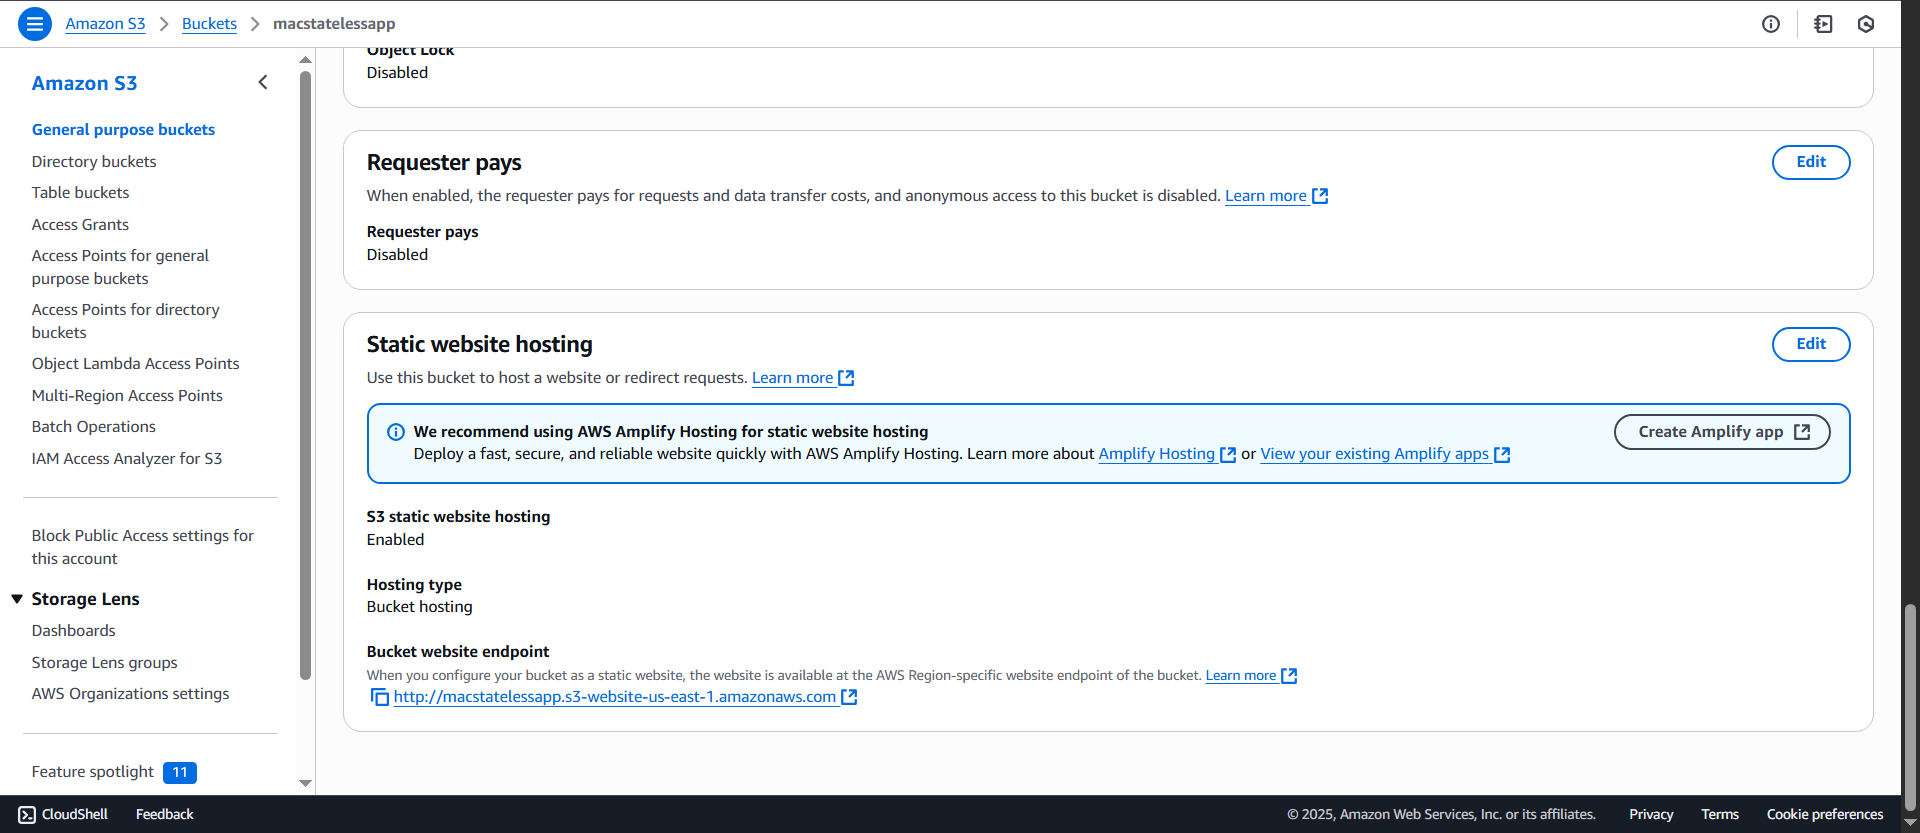 Amazon S3 > Buckets > macstatelessapp
Amazon S3
General purpose buckets
Directory buckets
Table buckets
Access Grants
Access Points for general
purpose buckets
Access Points for directory
buckets
Object Lambda Access Points
Multi-Region Access Points
Batch Operations
IAM Access Analyzer for S3
Block Public Access settings for
this account
Storage Lens
Dashboards
Storage Lens groups
AWS Organizations settings
Feature spotlight 11
Object Lock
Disabled
Requester pays
Edit
When enabled, the requester pays for requests and data transfer costs, and anonymous access to this bucket is disabled. Learn more
Requester pays
Disabled
Static website hosting
Edit
Use this bucket to host a website or redirect requests. Learn more
We recommend using AWS Amplify Hosting for static website hosting
Deploy a fast, secure, and reliable website quickly with AWS Amplify Hosting. Learn more about Amplify Hosting or View your existing Amplify apps
Create Amplify app
S3 static website hosting
Enabled
Hosting type
Bucket hosting
Bucket website endpoint
When you configure your bucket as a static website, the website is available at the AWS Region-specific website endpoint of the bucket. Learn more
http://macstatelessapp.s3-website-us-east-1.amazonaws.com
CloudShell Feedback © 2025, Amazon Web Services, Inc. or its affiliates. Privacy Terms Cookie preferences